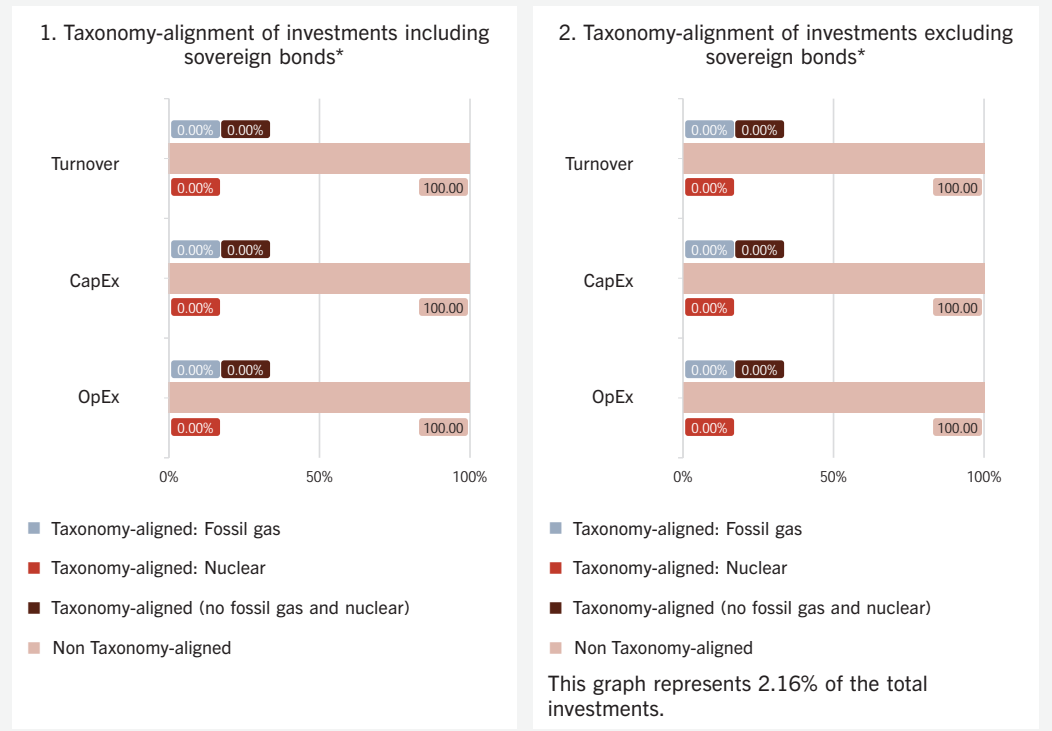 1. Taxonomy-alignment of investments including
sovereign bonds*
0.00% 0.00%
Turnover
0.00% 100.00
0.00% 0.00%
CapEx
0.00% 100.00
0.00% 0.00%
OpEx
0.00% 100.00
0% 50% 100%
Taxonomy-aligned: Fossil gas
Taxonomy-aligned: Nuclear
Taxonomy-aligned (no fossil gas and nuclear)
Non Taxonomy-aligned
2. Taxonomy-alignment of investments excluding
sovereign bonds*
0.00% 0.00%
Turnover
0.00% 100.00
0.00% 0.00%
CapEx
0.00% 100.00
0.00% 0.00%
OpEx
0.00% 100.00
0% 50% 100%
Taxonomy-aligned: Fossil gas
Taxonomy-aligned: Nuclear
Taxonomy-aligned (no fossil gas and nuclear)
Non Taxonomy-aligned
This graph represents 2.16% of the total
investments.